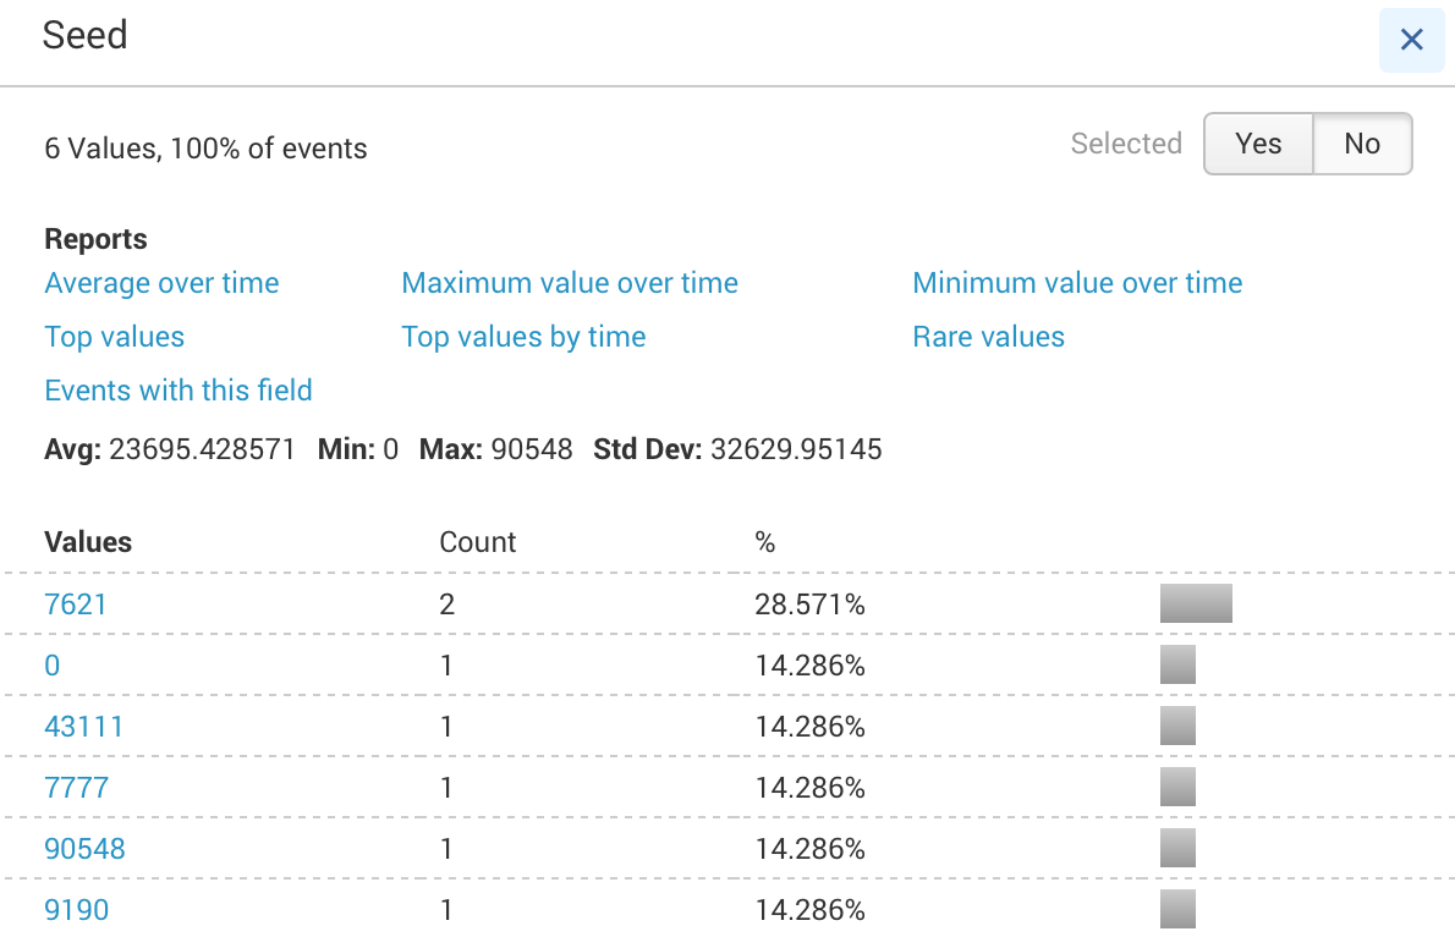 Seed
6 Values, 100% of events
Selected Yes No
Reports
Average over time Maximum value over time Minimum value over time
Top values Top values by time Rare values
Events with this field
Avg: 23695.428571 Min: 0 Max: 90548 Std Dev: 32629.95145
Values Count %
7621 2 28.571%
0 1 14.286%
43111 1 14.286%
7777 1 14.286%
90548 1 14.286%
9190 1 14.286%